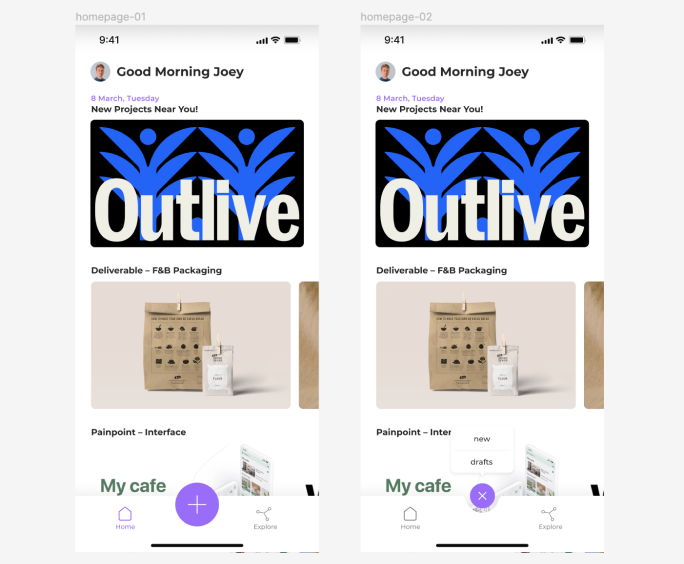 homepage-01
9:41
Good Morning Joey
8 March, Tuesday
New Projects Near You!
Outlive
Deliverable – F&B Packaging
FLOUR
Painpoint – Interface
My cafe
Home
Explore
homepage-02
9:41
Good Morning Joey
8 March, Tuesday
New Projects Near You!
Outlive
Deliverable – F&B Packaging
FLOUR
Painpoint – Inter
new
drafts
My cafe
Home
Explore